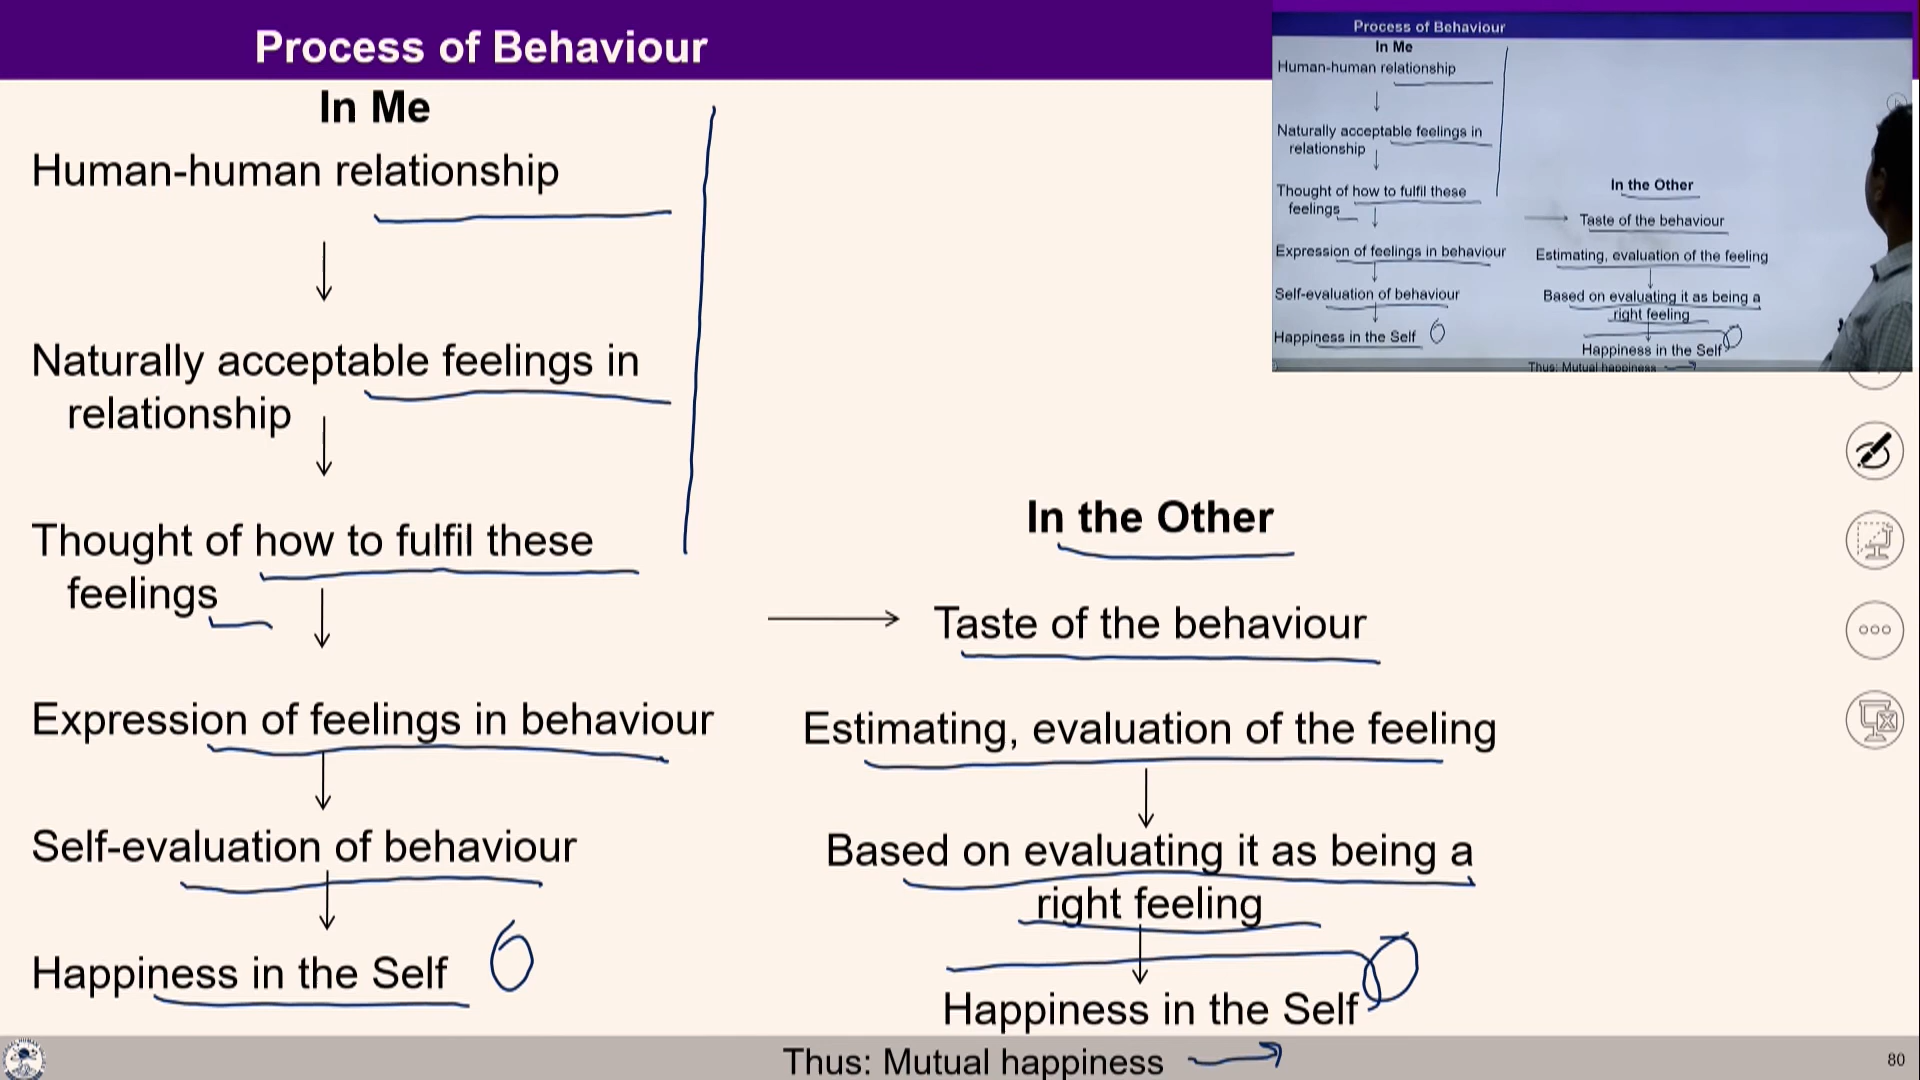 Process of Behaviour
In Me
Human-human relationship
Naturally acceptable feelings in
relationship
Thought of how to fulfil these
feelings
Expression of feelings in behaviour
Self-evaluation of behaviour
Happiness in the Self
In the Other
Taste of the behaviour
Estimating, evaluation of the feeling
Based on evaluating it as being a
right feeling
Happiness in the Self
Thus: Mutual happiness
80
Process of Behaviour
In Me
Human-human relationship
Naturally acceptable feelings in
relationship
Thought of how to fulfil these
feelings
Expression of feelings in behaviour
Self-evaluation of behaviour
Happiness in the Self
In the Other
Taste of the behaviour
Estimating, evaluation of the feeling
Based on evaluating it as being a
right feeling
Happiness in the Self
Thus: Mutual happiness